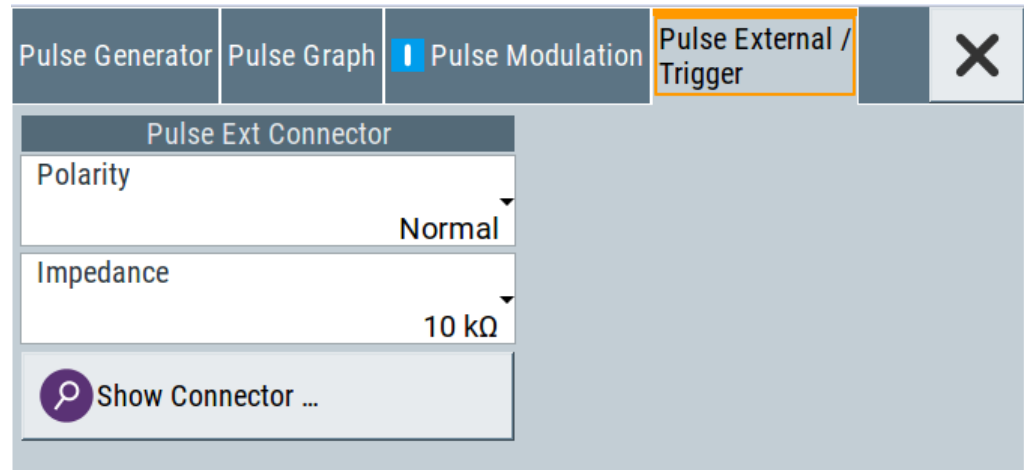 Pulse Generator
Pulse Graph
Pulse Modulation
Pulse External /
Trigger
Pulse Ext Connector
Polarity
Normal
Impedance
10 kΩ
Show Connector …